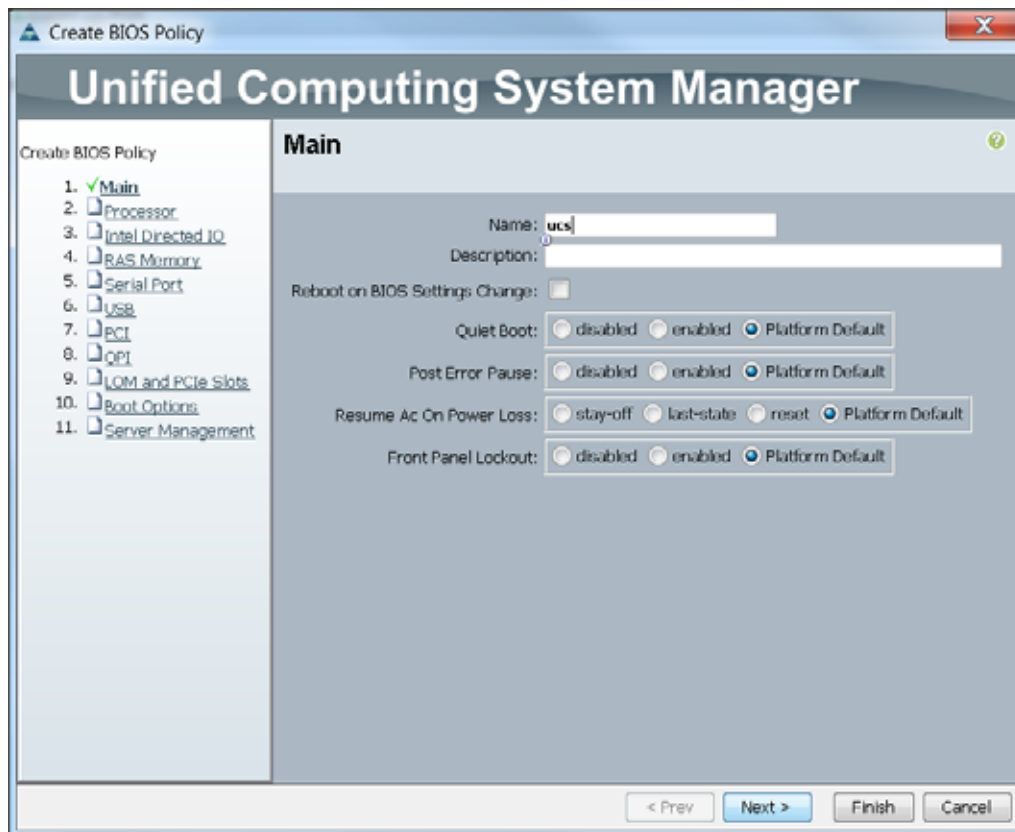 Create BIOS Policy
Unified Computing System Manager
Create BIOS Policy
1. Main
2. Processor
3. Intel Directed IO
4. RAS Memory
5. Serial Port
6. USB
7. PCI
8. QPI
9. LOM and PCIe Slots
10. Boot Options
11. Server Management
Main
Name: ucs
Description:
Reboot on BIOS Settings Change:
Quiet Boot: disabled enabled Platform Default
Post Error Pause: disabled enabled Platform Default
Resume Ac On Power Loss: stay-off last-state reset Platform Default
Front Panel Lockout: disabled enabled Platform Default
< Prev Next > Finish Cancel